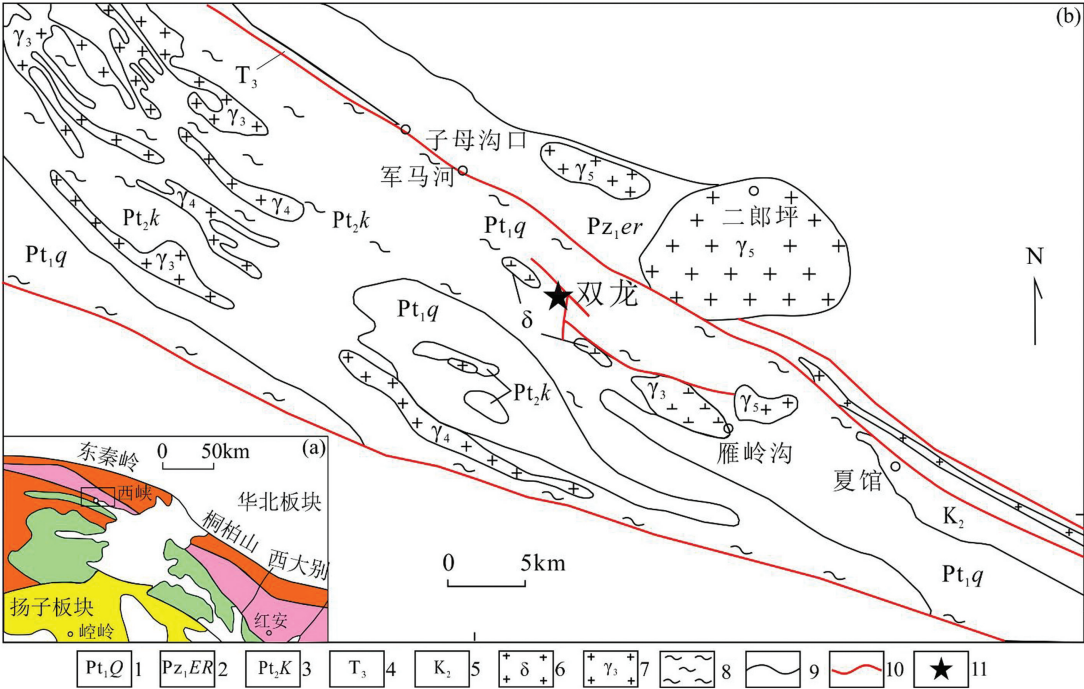 (b)
γ3
T3
γ3
子母沟口
军马河
γ5
二郎坪
γ5
γ4
γ4
Pt2k
Pt2k
Pt1q
Pz1er
Pt1q
γ3
N
双龙
δ
Pt1q
Pt2k
γ3
γ5
γ4
雁岭沟
夏馆
K2
Pt1q
0 5km
(a)
0 50km
东秦岭
西峡
华北板块
桐柏山
西大别
扬子板块
崆岭
红安
Pt1Q 1 Pz1ER 2 Pt2K 3 T3 4 K2 5 δ 6 γ3 7 8 9 10 11